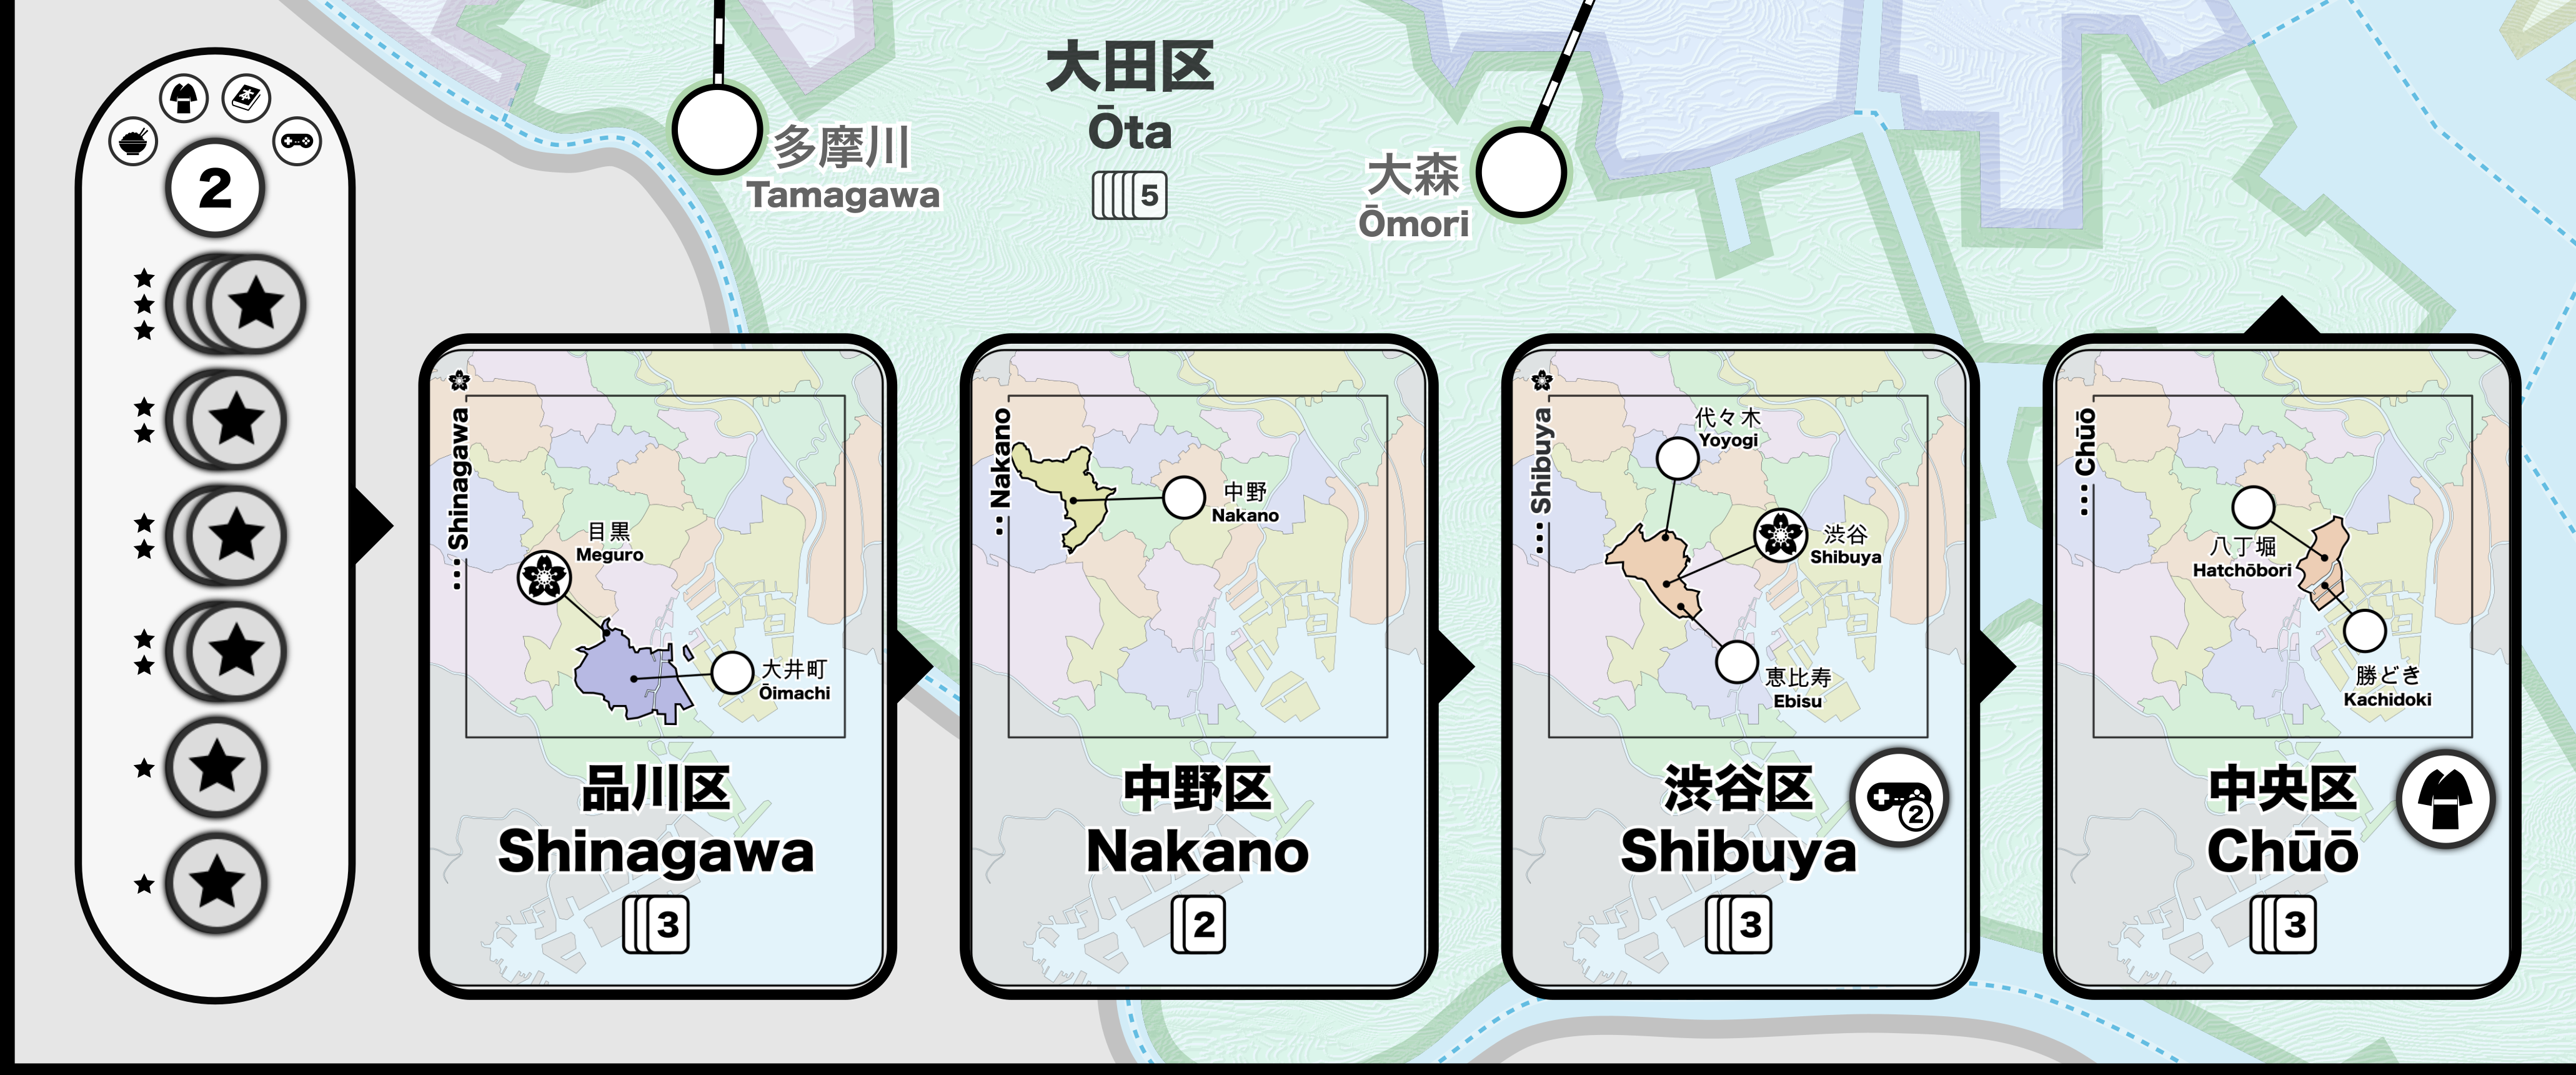 本
2
多摩川
Tamagawa
大田区
Ōta
5
大森
Ōmori
Shinagawa
目黒
Meguro
大井町
Ōimachi
品川区
Shinagawa
3
Nakano
中野
Nakano
中野区
Nakano
2
Shibuya
代々木
Yoyogi
渋谷
Shibuya
恵比寿
Ebisu
渋谷区
Shibuya
2
3
Chūō
八丁堀
Hatchōbori
勝どき
Kachidoki
中央区
Chūō
3